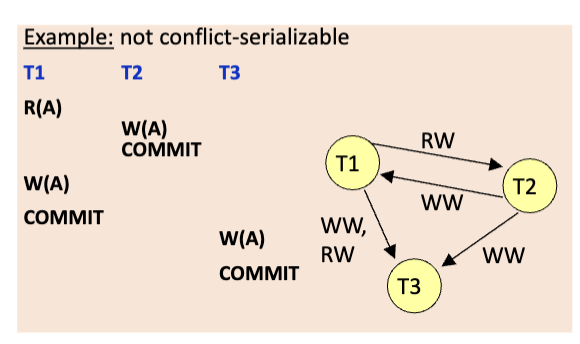 Example: not conflict-serializable
T1 T2 T3
R(A)
W(A)
COMMIT
W(A)
COMMIT
W(A)
COMMIT
RW
T1
T2
WW
WW,
RW
WW
T3